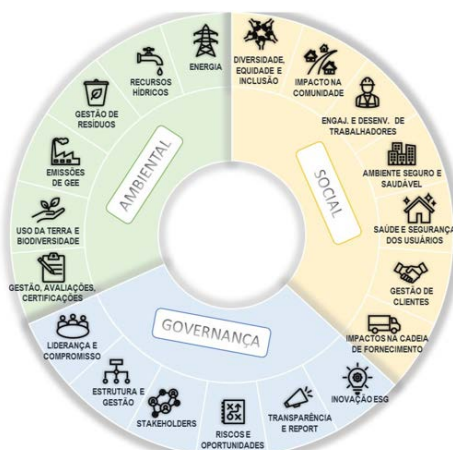 ENERGIA
RECURSOS
HÍDRICOS
GESTÃO DE
RESÍDUOS
EMISSÕES
DE GEE
USO DA TERRA E
BIODIVERSIDADE
GESTÃO, AVALIAÇÕES,
CERTIFICAÇÕES
AMBIENTAL
DIVERSIDADE,
EQUIDADE E
INCLUSÃO
IMPACTO NA
COMUNIDADE
ENGAJ. E DESENV. DE
TRABALHADORES
AMBIENTE SEGURO E
SAUDÁVEL
SAÚDE E SEGURANÇA
DOS USUÁRIOS
GESTÃO DE
CLIENTES
IMPACTOS NA CADEIA
DE FORNECIMENTO
SOCIAL
GOVERNANÇA
LIDERANÇA E
COMPROMISSO
ESTRUTURA E
GESTÃO
STAKEHOLDERS
RISCOS E
OPORTUNIDADES
TRANSPARÊNCIA
E REPORT
INOVAÇÃO ESG